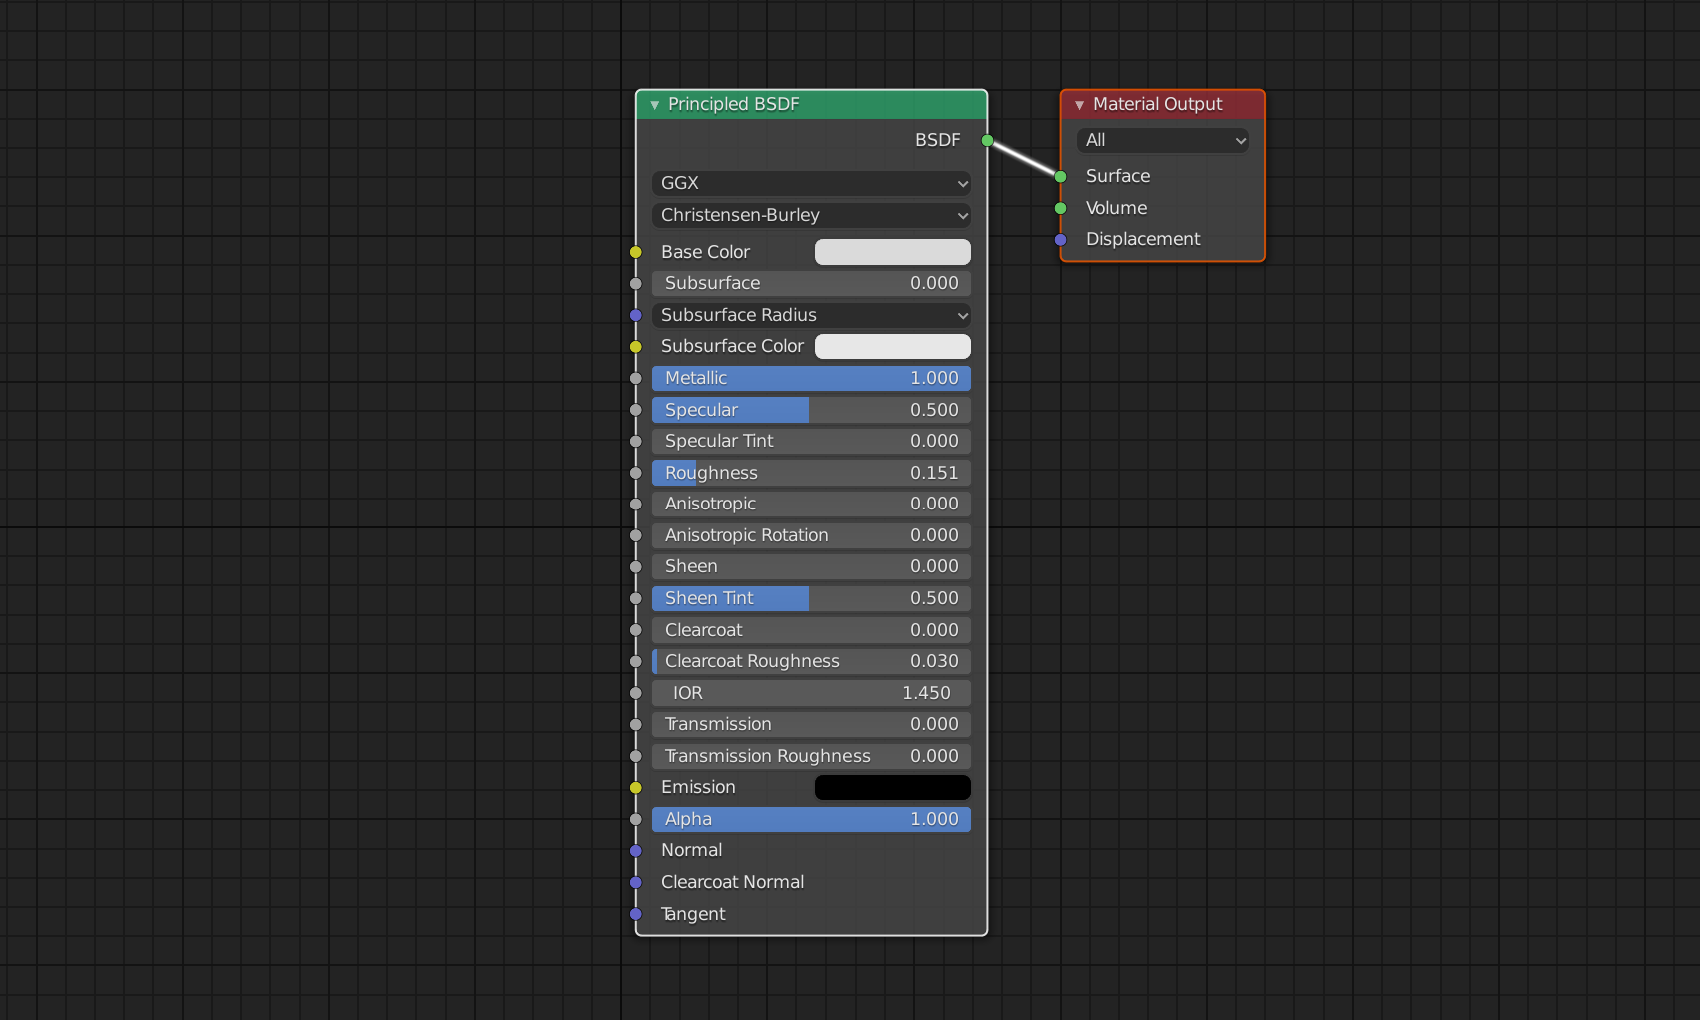 Principled BSDF
BSDF
GGX
Christensen-Burley
Base Color
Subsurface 0.000
Subsurface Radius
Subsurface Color
Metallic 1.000
Specular 0.500
Specular Tint 0.000
Roughness 0.151
Anisotropic 0.000
Anisotropic Rotation 0.000
Sheen 0.000
Sheen Tint 0.500
Clearcoat 0.000
Clearcoat Roughness 0.030
IOR 1.450
Transmission 0.000
Transmission Roughness 0.000
Emission
Alpha 1.000
Normal
Clearcoat Normal
Tangent
Material Output
All
Surface
Volume
Displacement